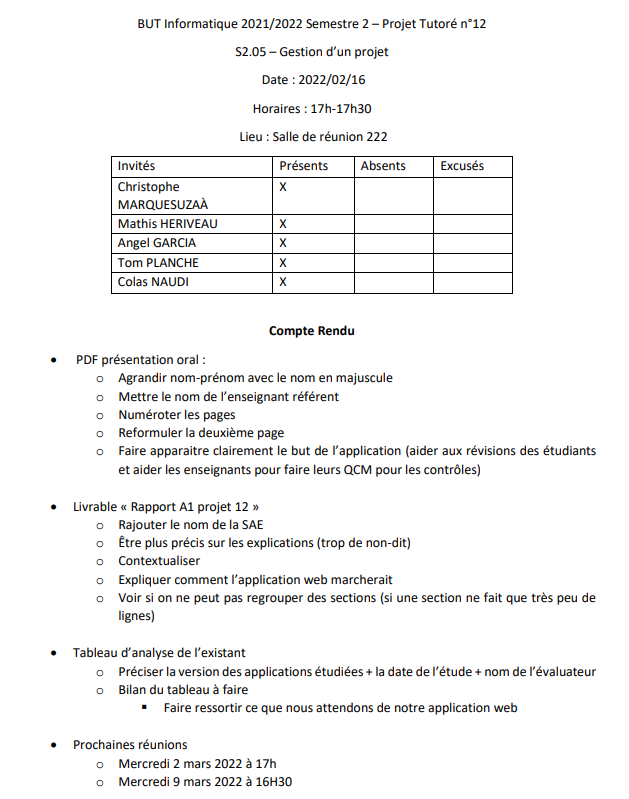 BUT Informatique 2021/2022 Semestre 2 – Projet Tutoré n°12
S2.05 – Gestion d’un projet
Date : 2022/02/16
Horaires : 17h-17h30
Lieu : Salle de réunion 222
Invités Présents Absents Excusés
Christophe X
MARQUESUZAÀ
Mathis HERIVEAU X
Angel GARCIA X
Tom PLANCHE X
Colas NAUDI X
Compte Rendu
• PDF présentation oral :
o Agrandir nom-prénom avec le nom en majuscule
o Mettre le nom de l’enseignant référent
o Numéroter les pages
o Reformuler la deuxième page
o Faire apparaitre clairement le but de l’application (aider aux révisions des étudiants
et aider les enseignants pour faire leurs QCM pour les contrôles)
• Livrable « Rapport A1 projet 12 »
o Rajouter le nom de la SAE
o Être plus précis sur les explications (trop de non-dit)
o Contextualiser
o Expliquer comment l’application web marcherait
o Voir si on ne peut pas regrouper des sections (si une section ne fait que très peu de
lignes)
• Tableau d’analyse de l’existant
o Préciser la version des applications étudiées + la date de l’étude + nom de l’évaluateur
o Bilan du tableau à faire
▪ Faire ressortir ce que nous attendons de notre application web
• Prochaines réunions
o Mercredi 2 mars 2022 à 17h
o Mercredi 9 mars 2022 à 16H30